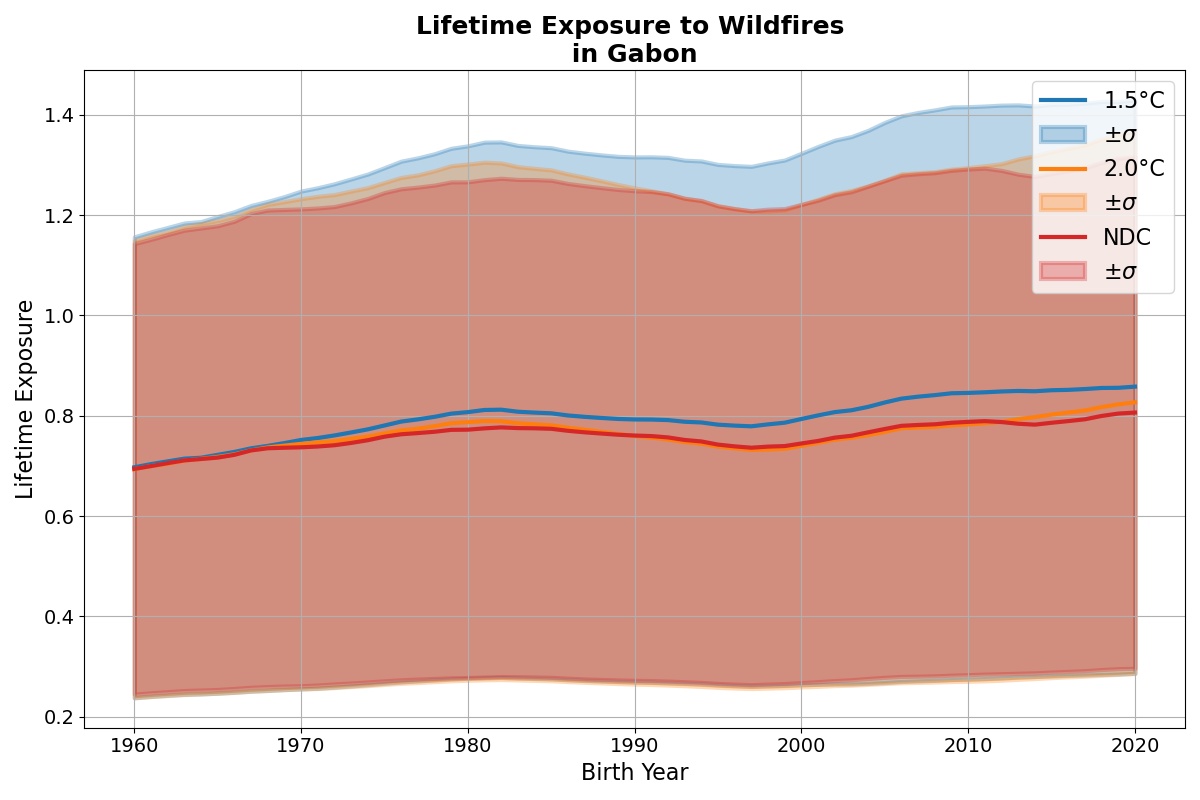 Lifetime Exposure to Wildfires
in Gabon
Lifetime Exposure
1.4
1.2
1.0
0.8
0.6
0.4
0.2
1960
1970
1980
1990
2000
2010
2020
Birth Year
1.5°C
±σ
2.0°C
±σ
NDC
±σ